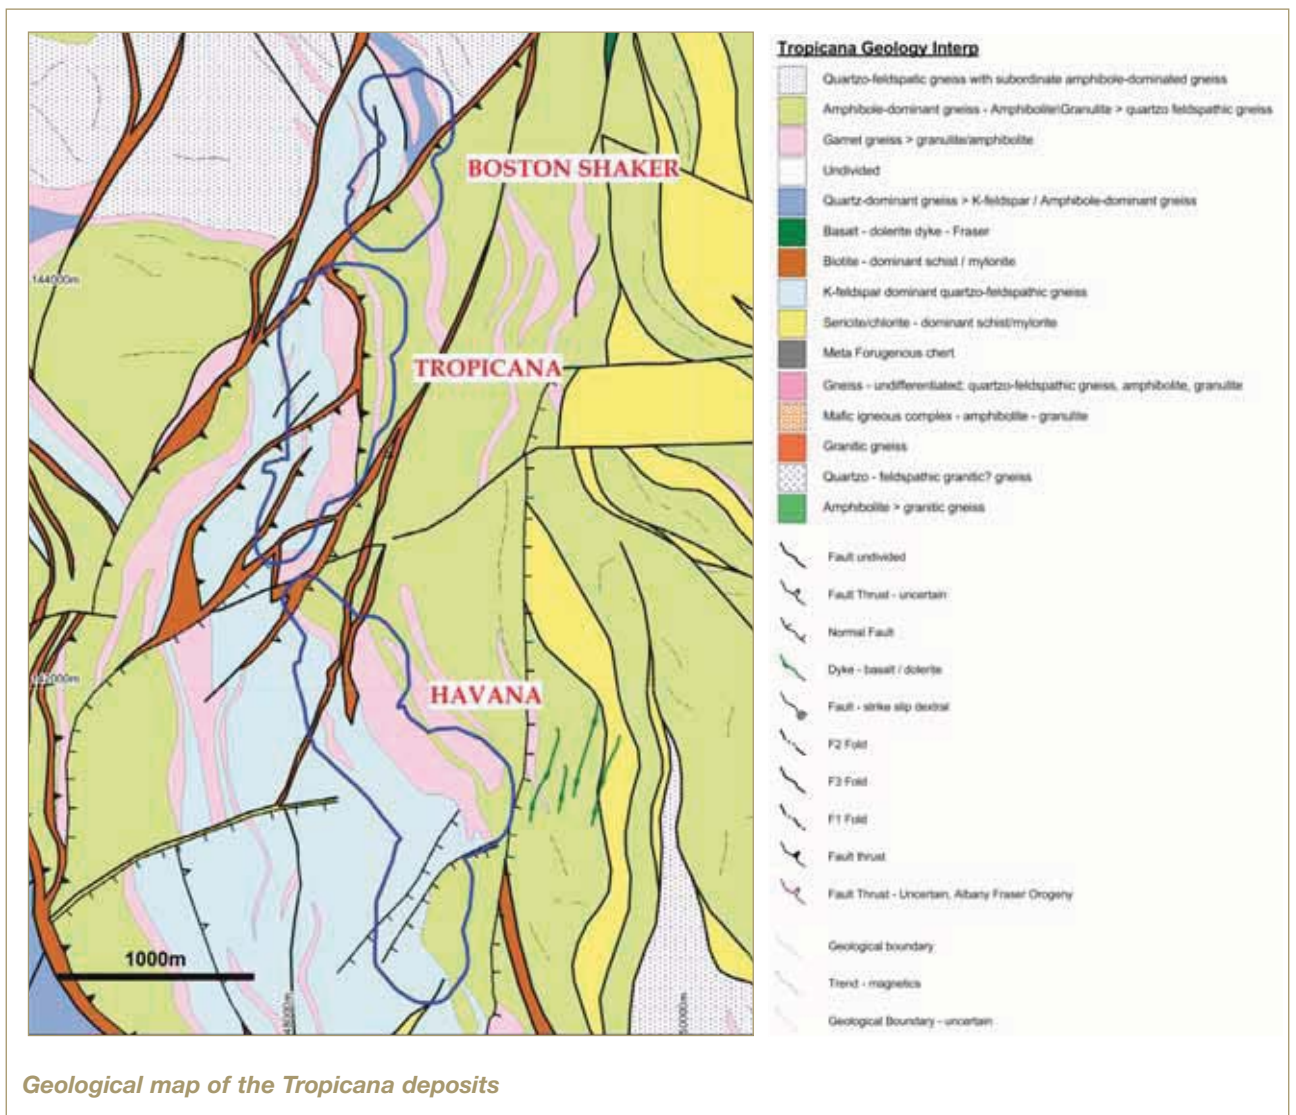 BOSTON SHAKER
144000m
TROPICANA
142000m
HAVANA
1000m
Tropicana Geology Interp
Quartzo-feldspatic gneiss with subordinate amphibole-dominated gneiss
Amphibole-dominant gneiss - Amphibolite\Granulite > quartzo feldspathic gneiss
Garnet gneiss > granulite/amphibolite
Undivided
Quartz-dominant gneiss > K-feldspar / Amphibole-dominant gneiss
Basalt - dolerite dyke - Fraser
Biotite - dominant schist / mylonite
K-feldspar dominant quartzo-feldspathic gneiss
Sericite/chlorite - dominant schist/mylorite
Meta Forugenous chert
Gneiss - undifferentiated; quartzo-feldspathic gneiss, amphibolite, granulite
Mafic igneous complex - amphibolite - granulite
Granitic gneiss
Quartzo - feldspathic granitic? gneiss
Amphibolite > granitic gneiss
Fault undivided
Fault Thrust - uncertain
Normal Fault
Dyke - basalt / dolerite
Fault - strike slip dextral
F2 Fold
F3 Fold
F1 Fold
Fault thrust
Fault Thrust - Uncertain, Albany Fraser Orogeny
Geological boundary
Trend - magnetics
Geological Boundary - uncertain
Geological map of the Tropicana deposits